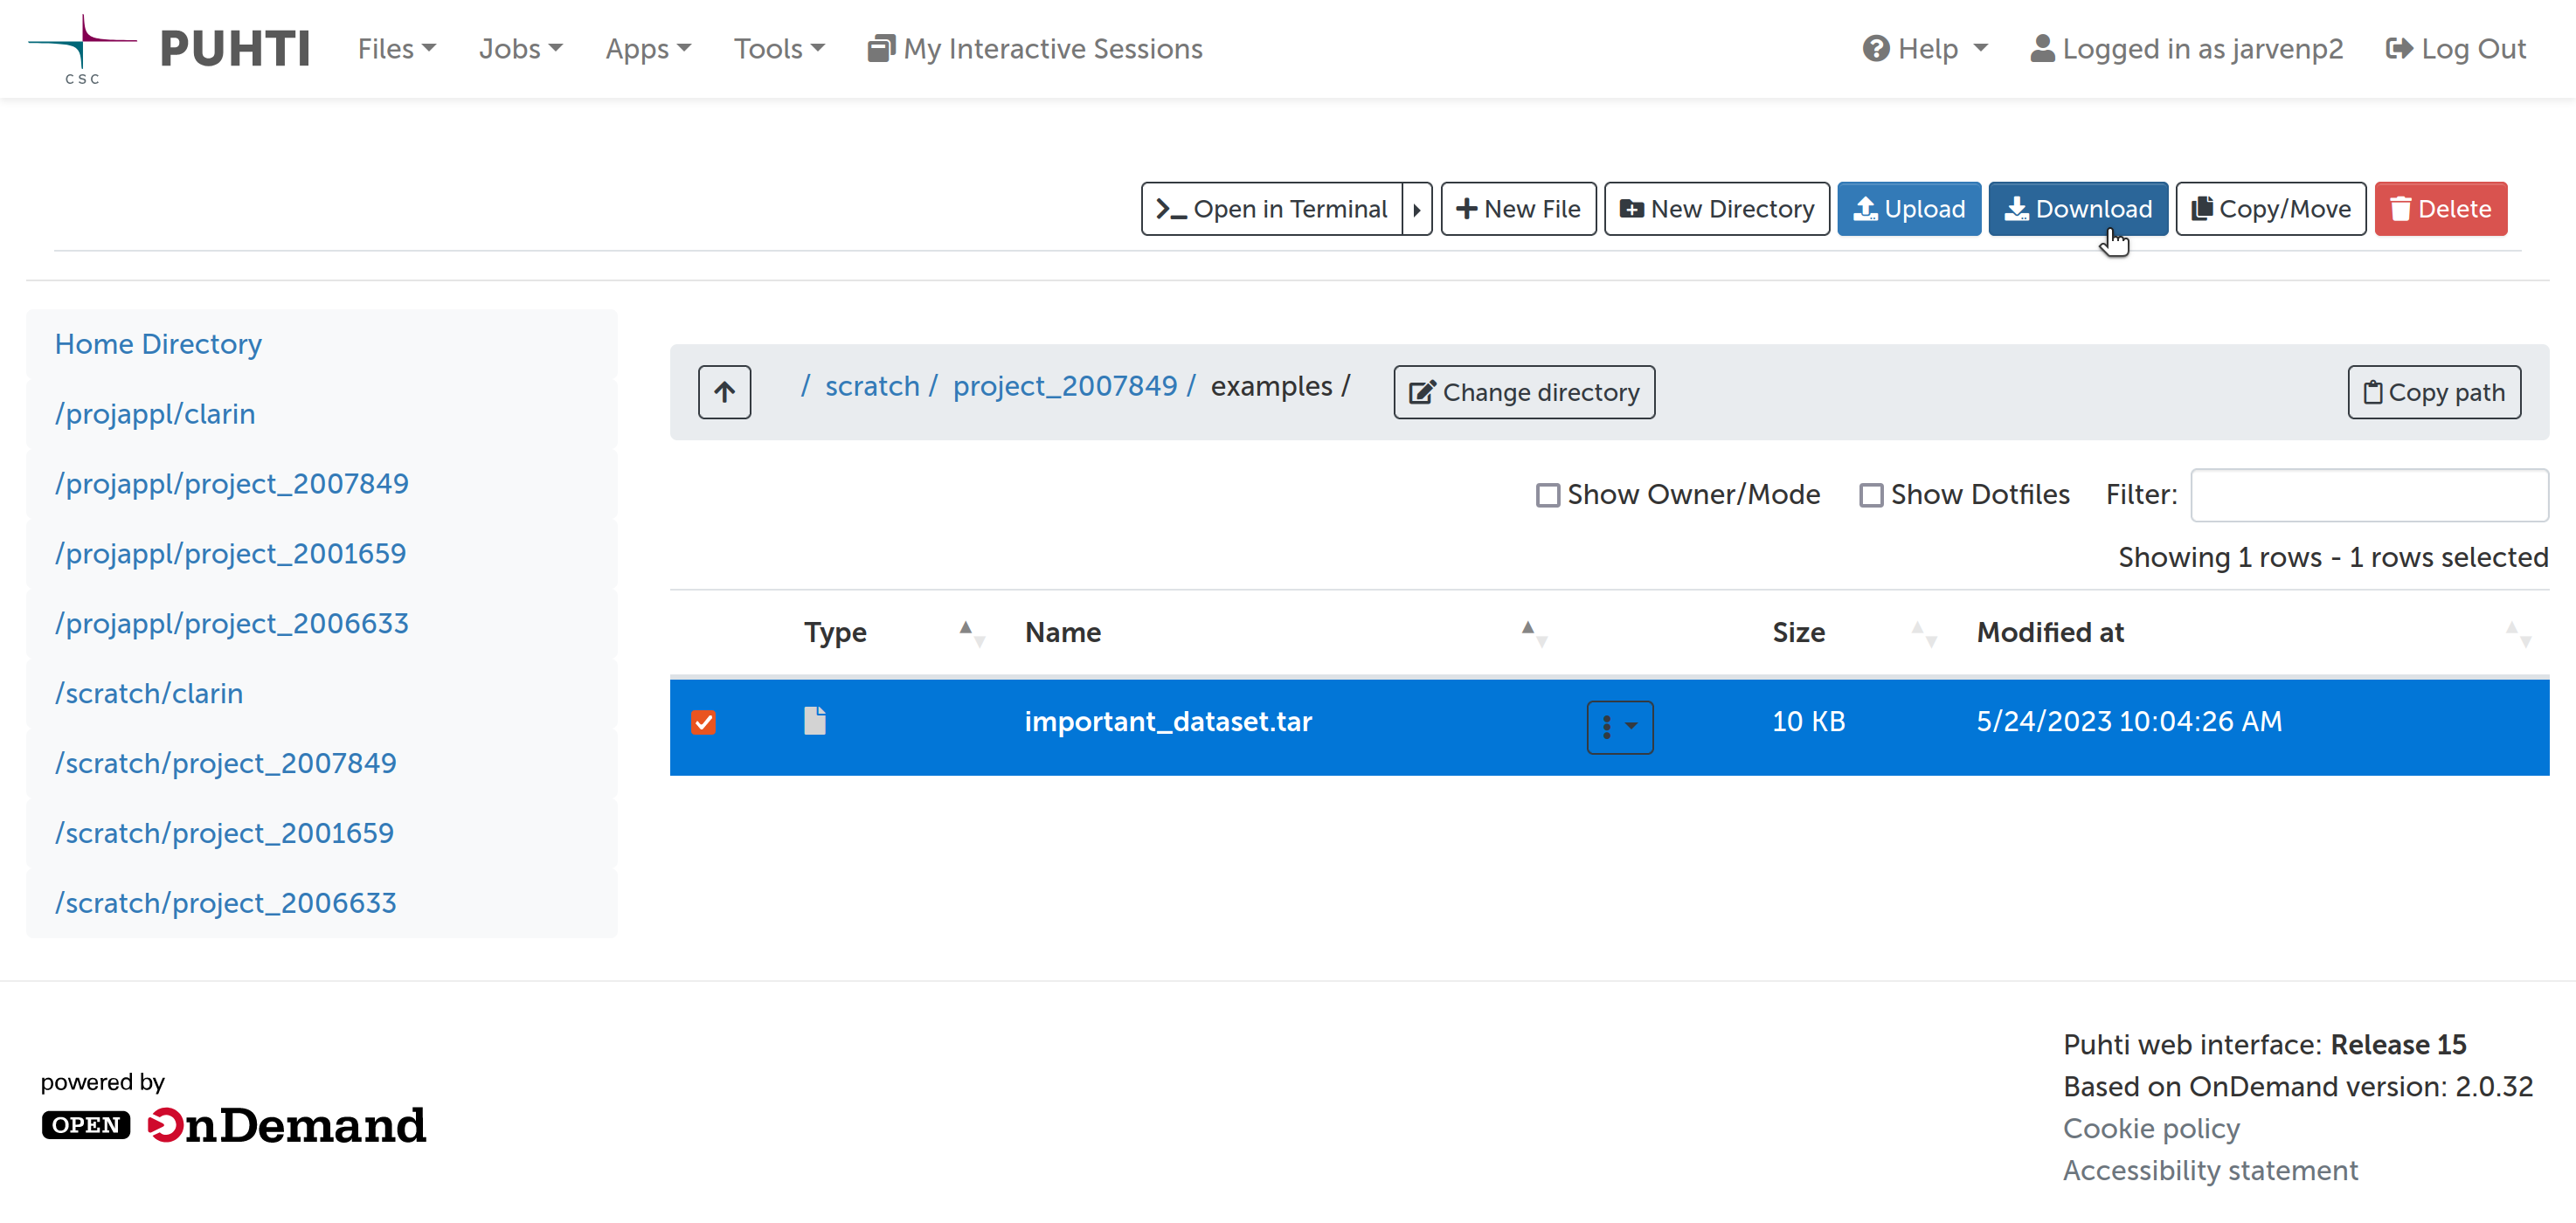 CSC
PUHTI Files Jobs Apps Tools My Interactive Sessions Help Logged in as jarvenp2 Log Out
Open in Terminal New File New Directory Upload Download Copy/Move Delete
Home Directory
/projappl/clarin
/projappl/project_2007849
/projappl/project_2001659
/projappl/project_2006633
/scratch/clarin
/scratch/project_2007849
/scratch/project_2001659
/scratch/project_2006633
/ scratch / project_2007849 / examples / Change directory Copy path
Show Owner/Mode Show Dotfiles Filter:
Showing 1 rows - 1 rows selected
Type Name Size Modified at
important_dataset.tar 10 KB 5/24/2023 10:04:26 AM
powered by
OPEN OnDemand
Puhti web interface: Release 15
Based on OnDemand version: 2.0.32
Cookie policy
Accessibility statement